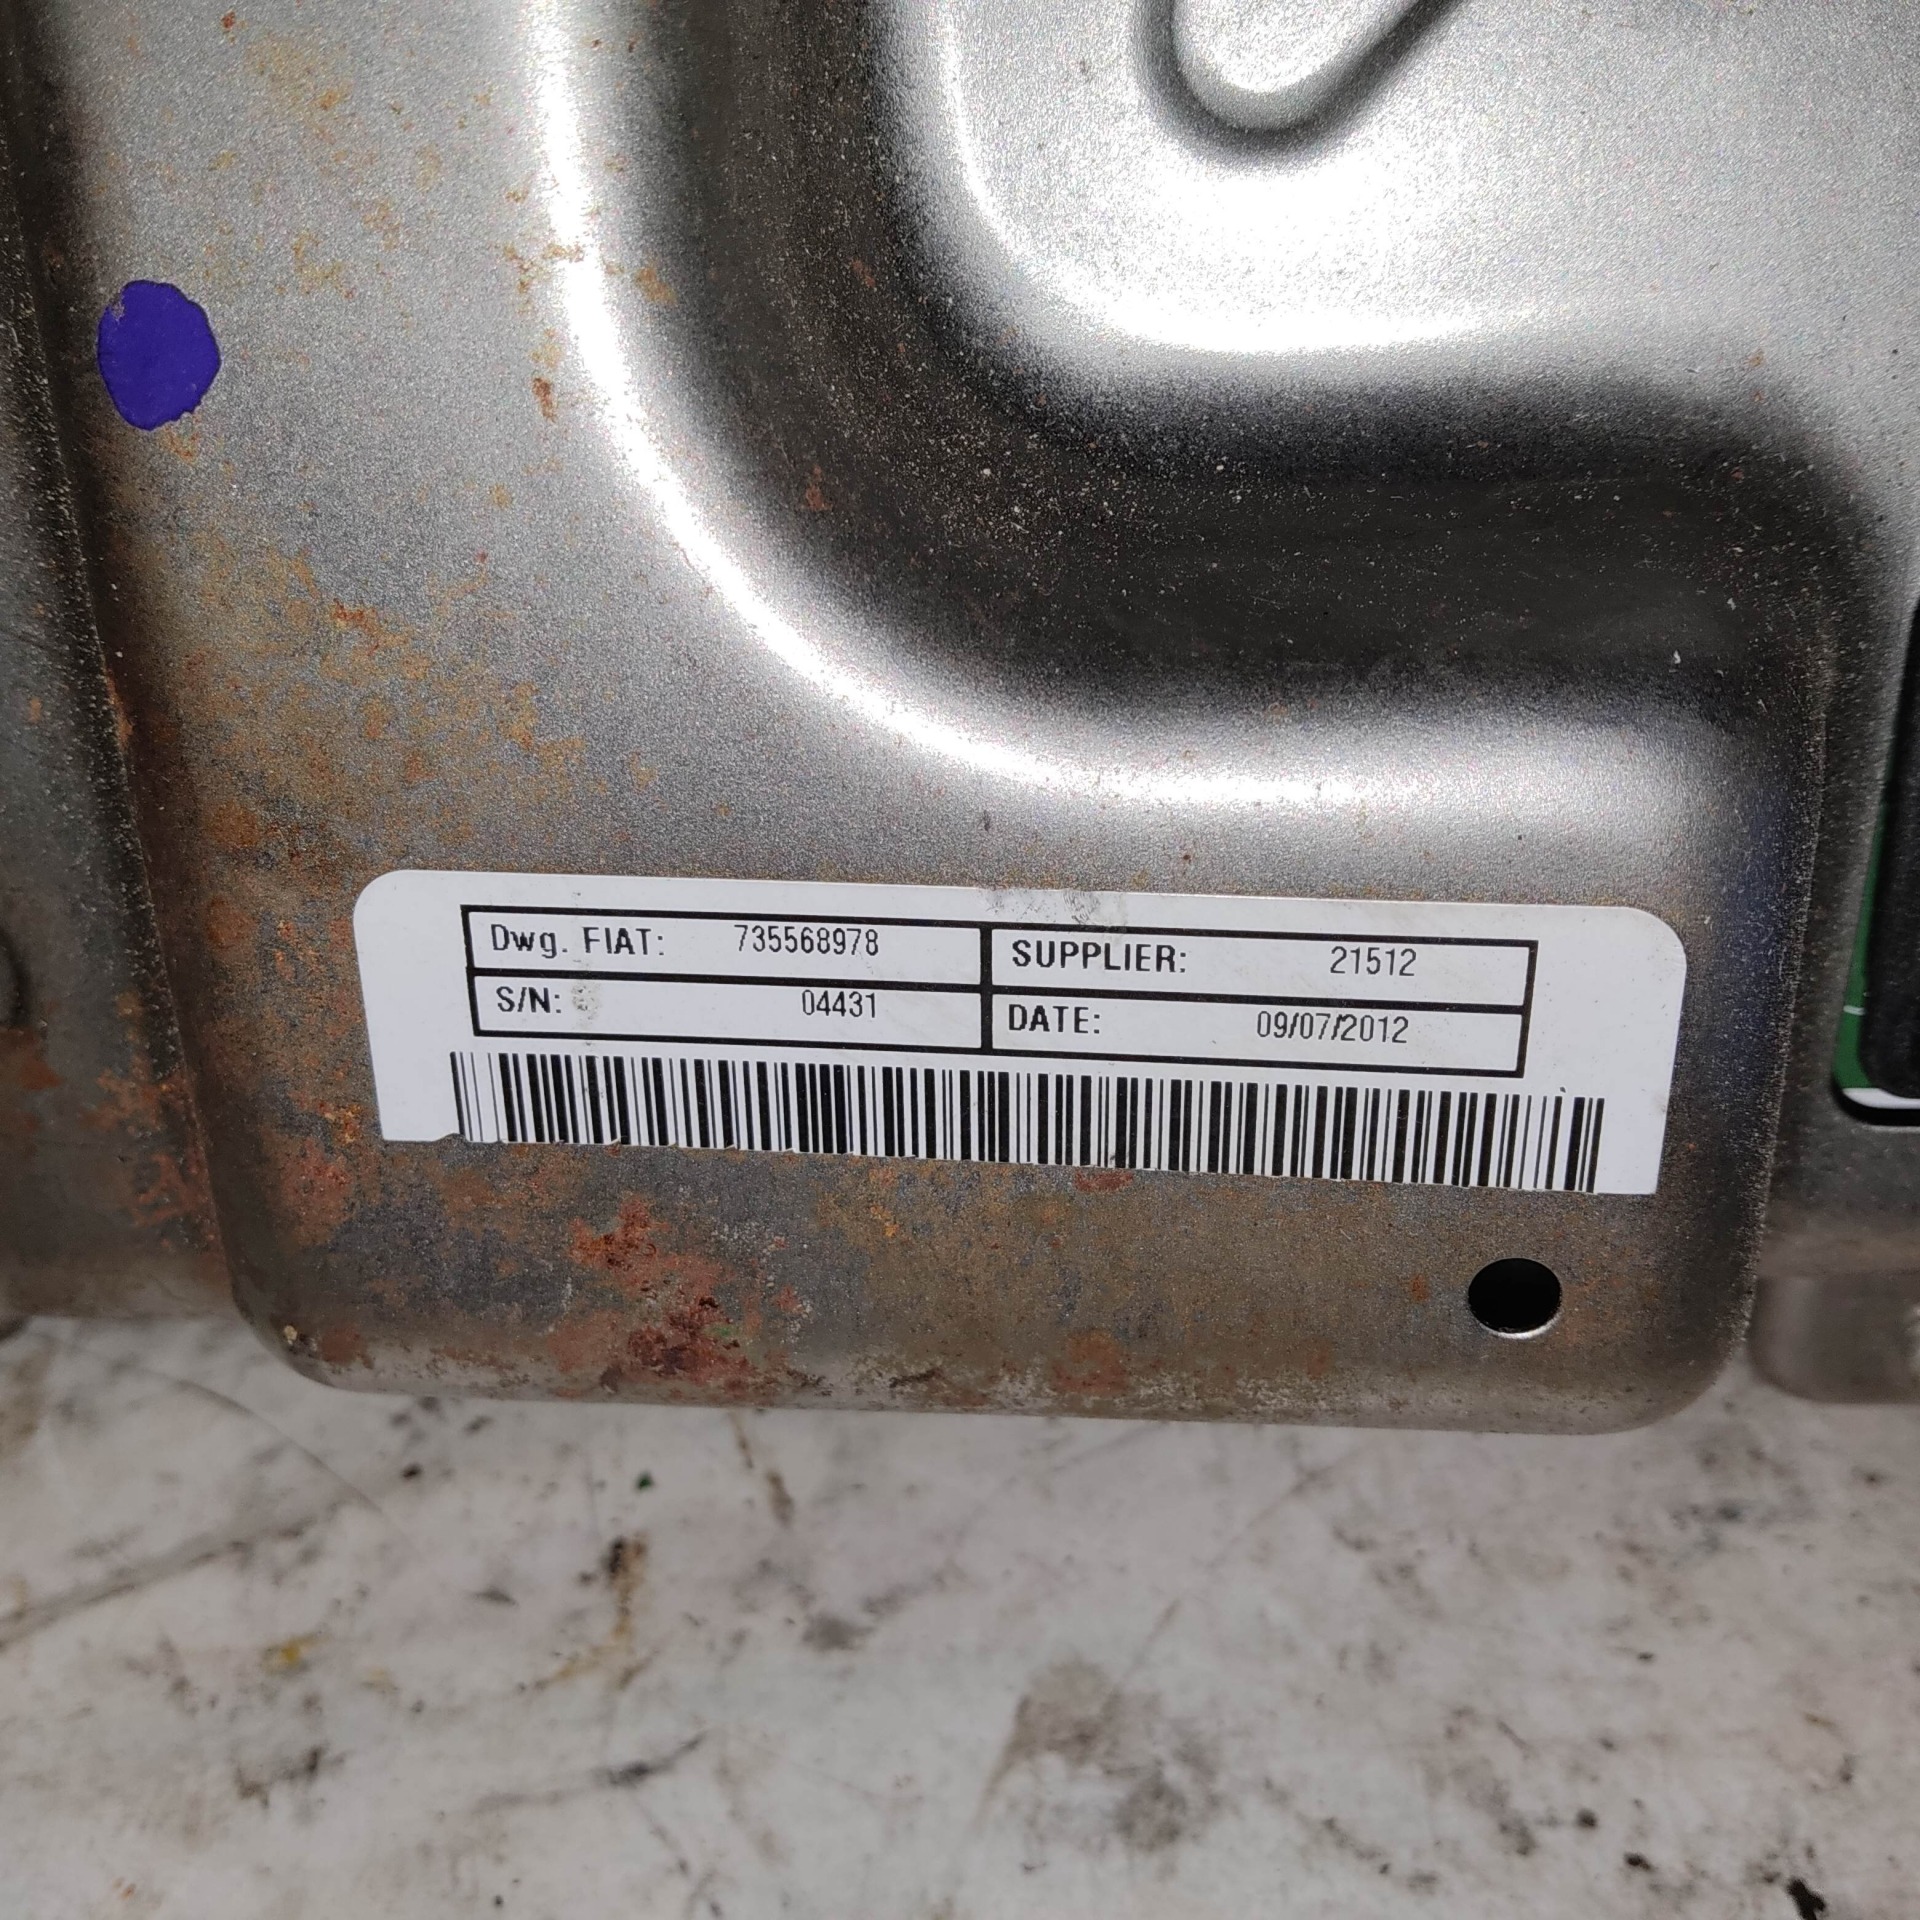 Dwg. FIAT: 735568978 SUPPLIER: 21512
S/N: 04431 DATE: 09/07/2012